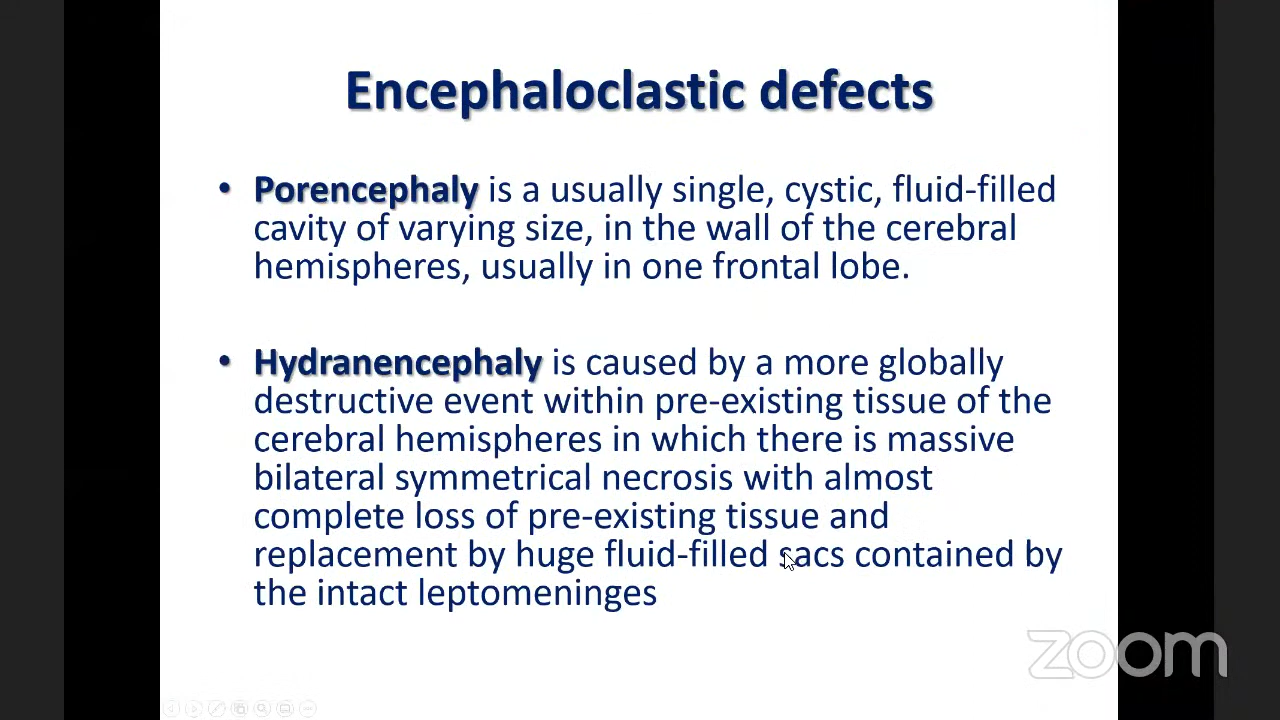 Encephaloclastic defects
• Porencephaly is a usually single, cystic, fluid-filled
cavity of varying size, in the wall of the cerebral
hemispheres, usually in one frontal lobe.
• Hydranencephaly is caused by a more globally
destructive event within pre-existing tissue of the
cerebral hemispheres in which there is massive
bilateral symmetrical necrosis with almost
complete loss of pre-existing tissue and
replacement by huge fluid-filled sacs contained by
the intact leptomeninges
zoom